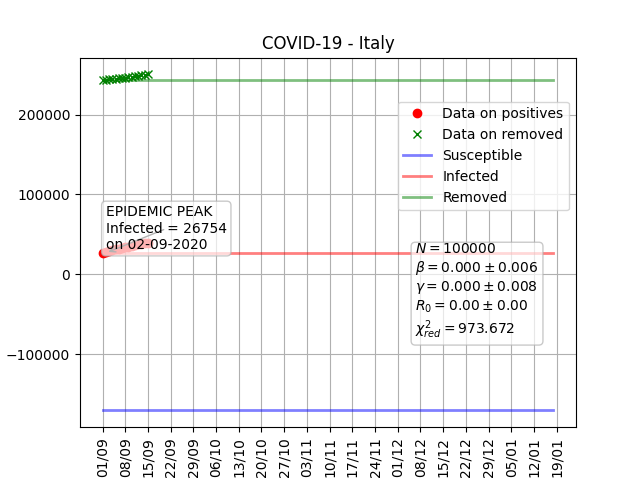 COVID-19 - Italy
200000
100000
0
−100000
Data on positives
Data on removed
Susceptible
Infected
Removed
EPIDEMIC PEAK
Infected = 26754
on 02-09-2020
N = 100000
β = 0.000 ± 0.006
γ = 0.000 ± 0.008
R₀ = 0.00 ± 0.00
χ²red = 973.672
01/09
08/09
15/09
22/09
29/09
06/10
13/10
20/10
27/10
03/11
10/11
17/11
24/11
01/12
08/12
15/12
22/12
29/12
05/01
12/01
19/01